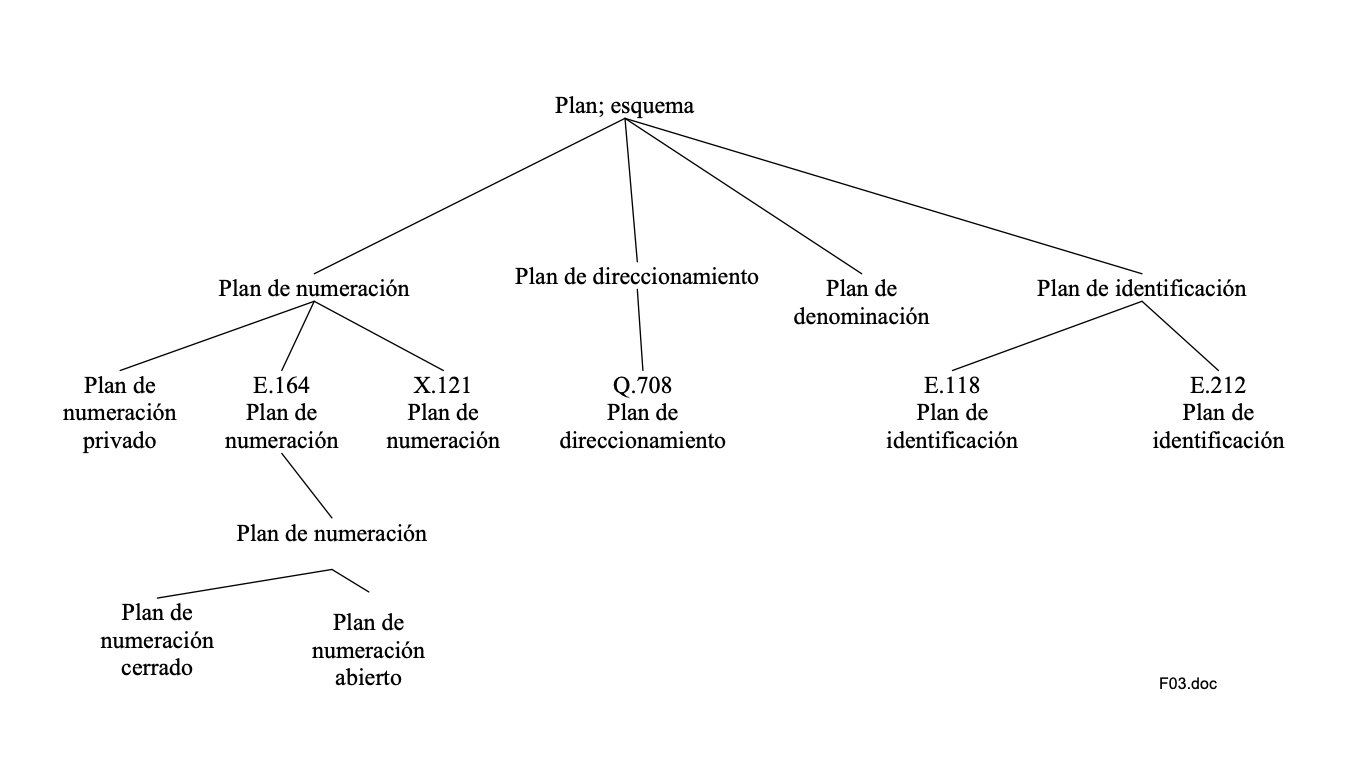 Plan; esquema
Plan de numeración
Plan de direccionamiento
Plan de
denominación
Plan de identificación
Plan de
numeración
privado
E.164
Plan de
numeración
X.121
Plan de
numeración
Q.708
Plan de
direccionamiento
E.118
Plan de
identificación
E.212
Plan de
identificación
Plan de numeración
Plan de
numeración
cerrado
Plan de
numeración
abierto
F03.doc